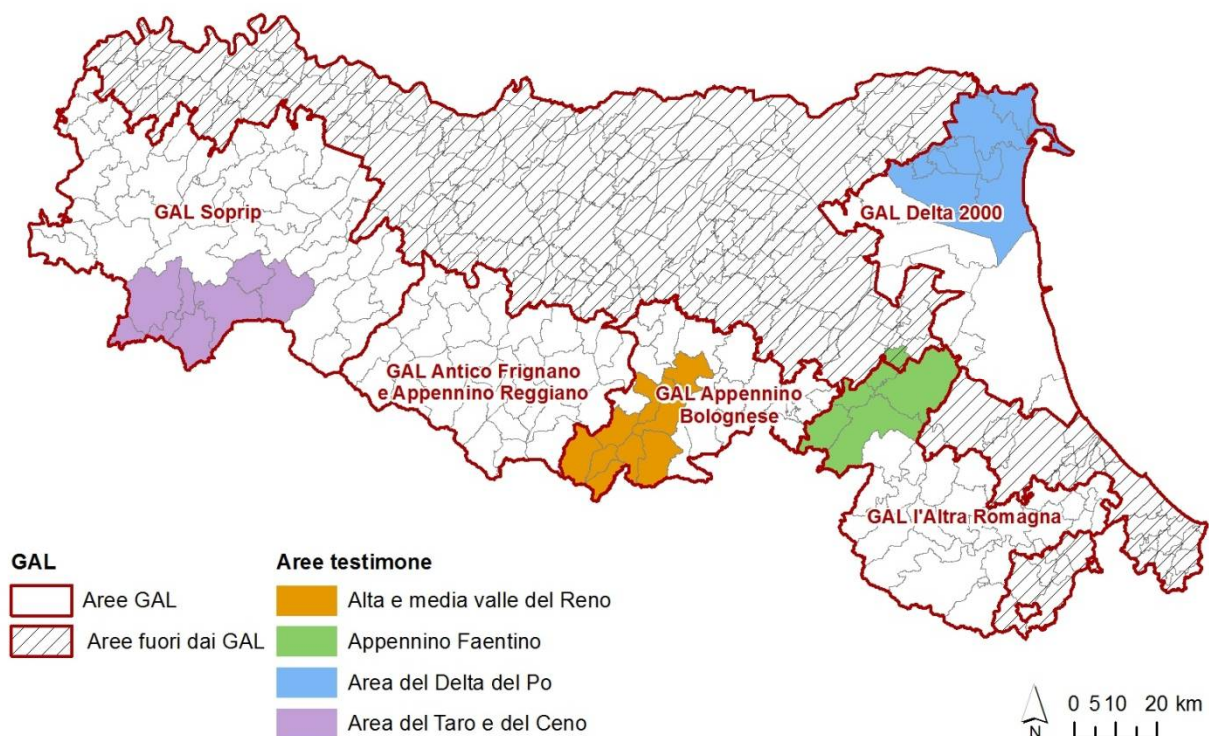 GAL Soprip
GAL Delta 2000
GAL Antico Frignano
e Appennino Reggiano
GAL Appennino
Bolognese
GAL l'Altra Romagna
GAL
Aree GAL
Aree fuori dai GAL
Aree testimone
Alta e media valle del Reno
Appennino Faentino
Area del Delta del Po
Area del Taro e del Ceno
N
0 5 10 20 km